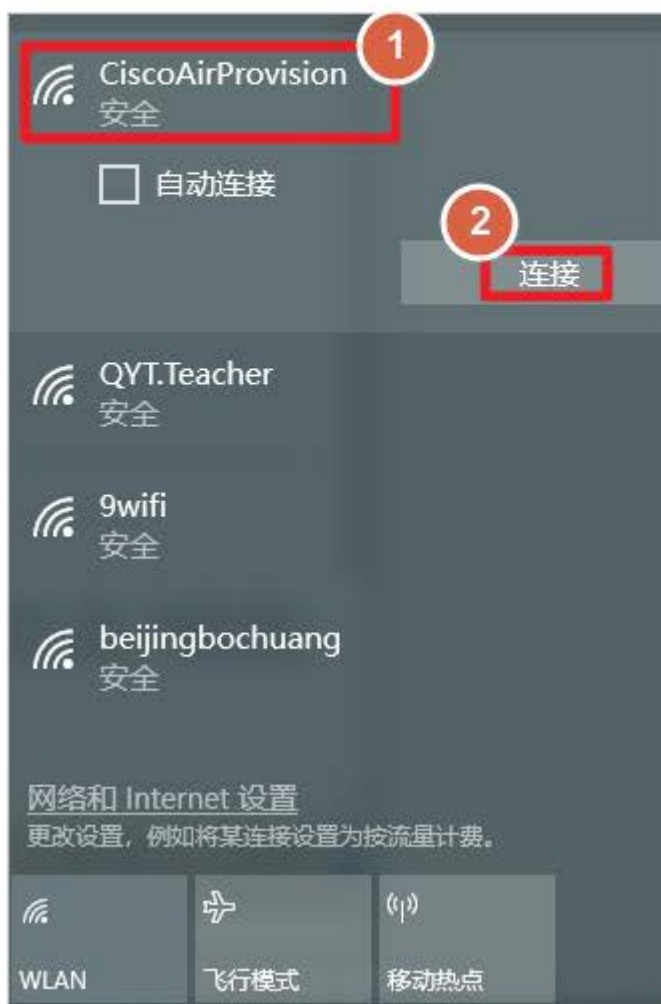 1
CiscoAirProvision
安全
自动连接
2
连接
QYT.Teacher
安全
9wifi
安全
beijingbochuang
安全
网络和 Internet 设置
更改设置，例如将某连接设置为按流量计费。
WLAN
飞行模式
移动热点